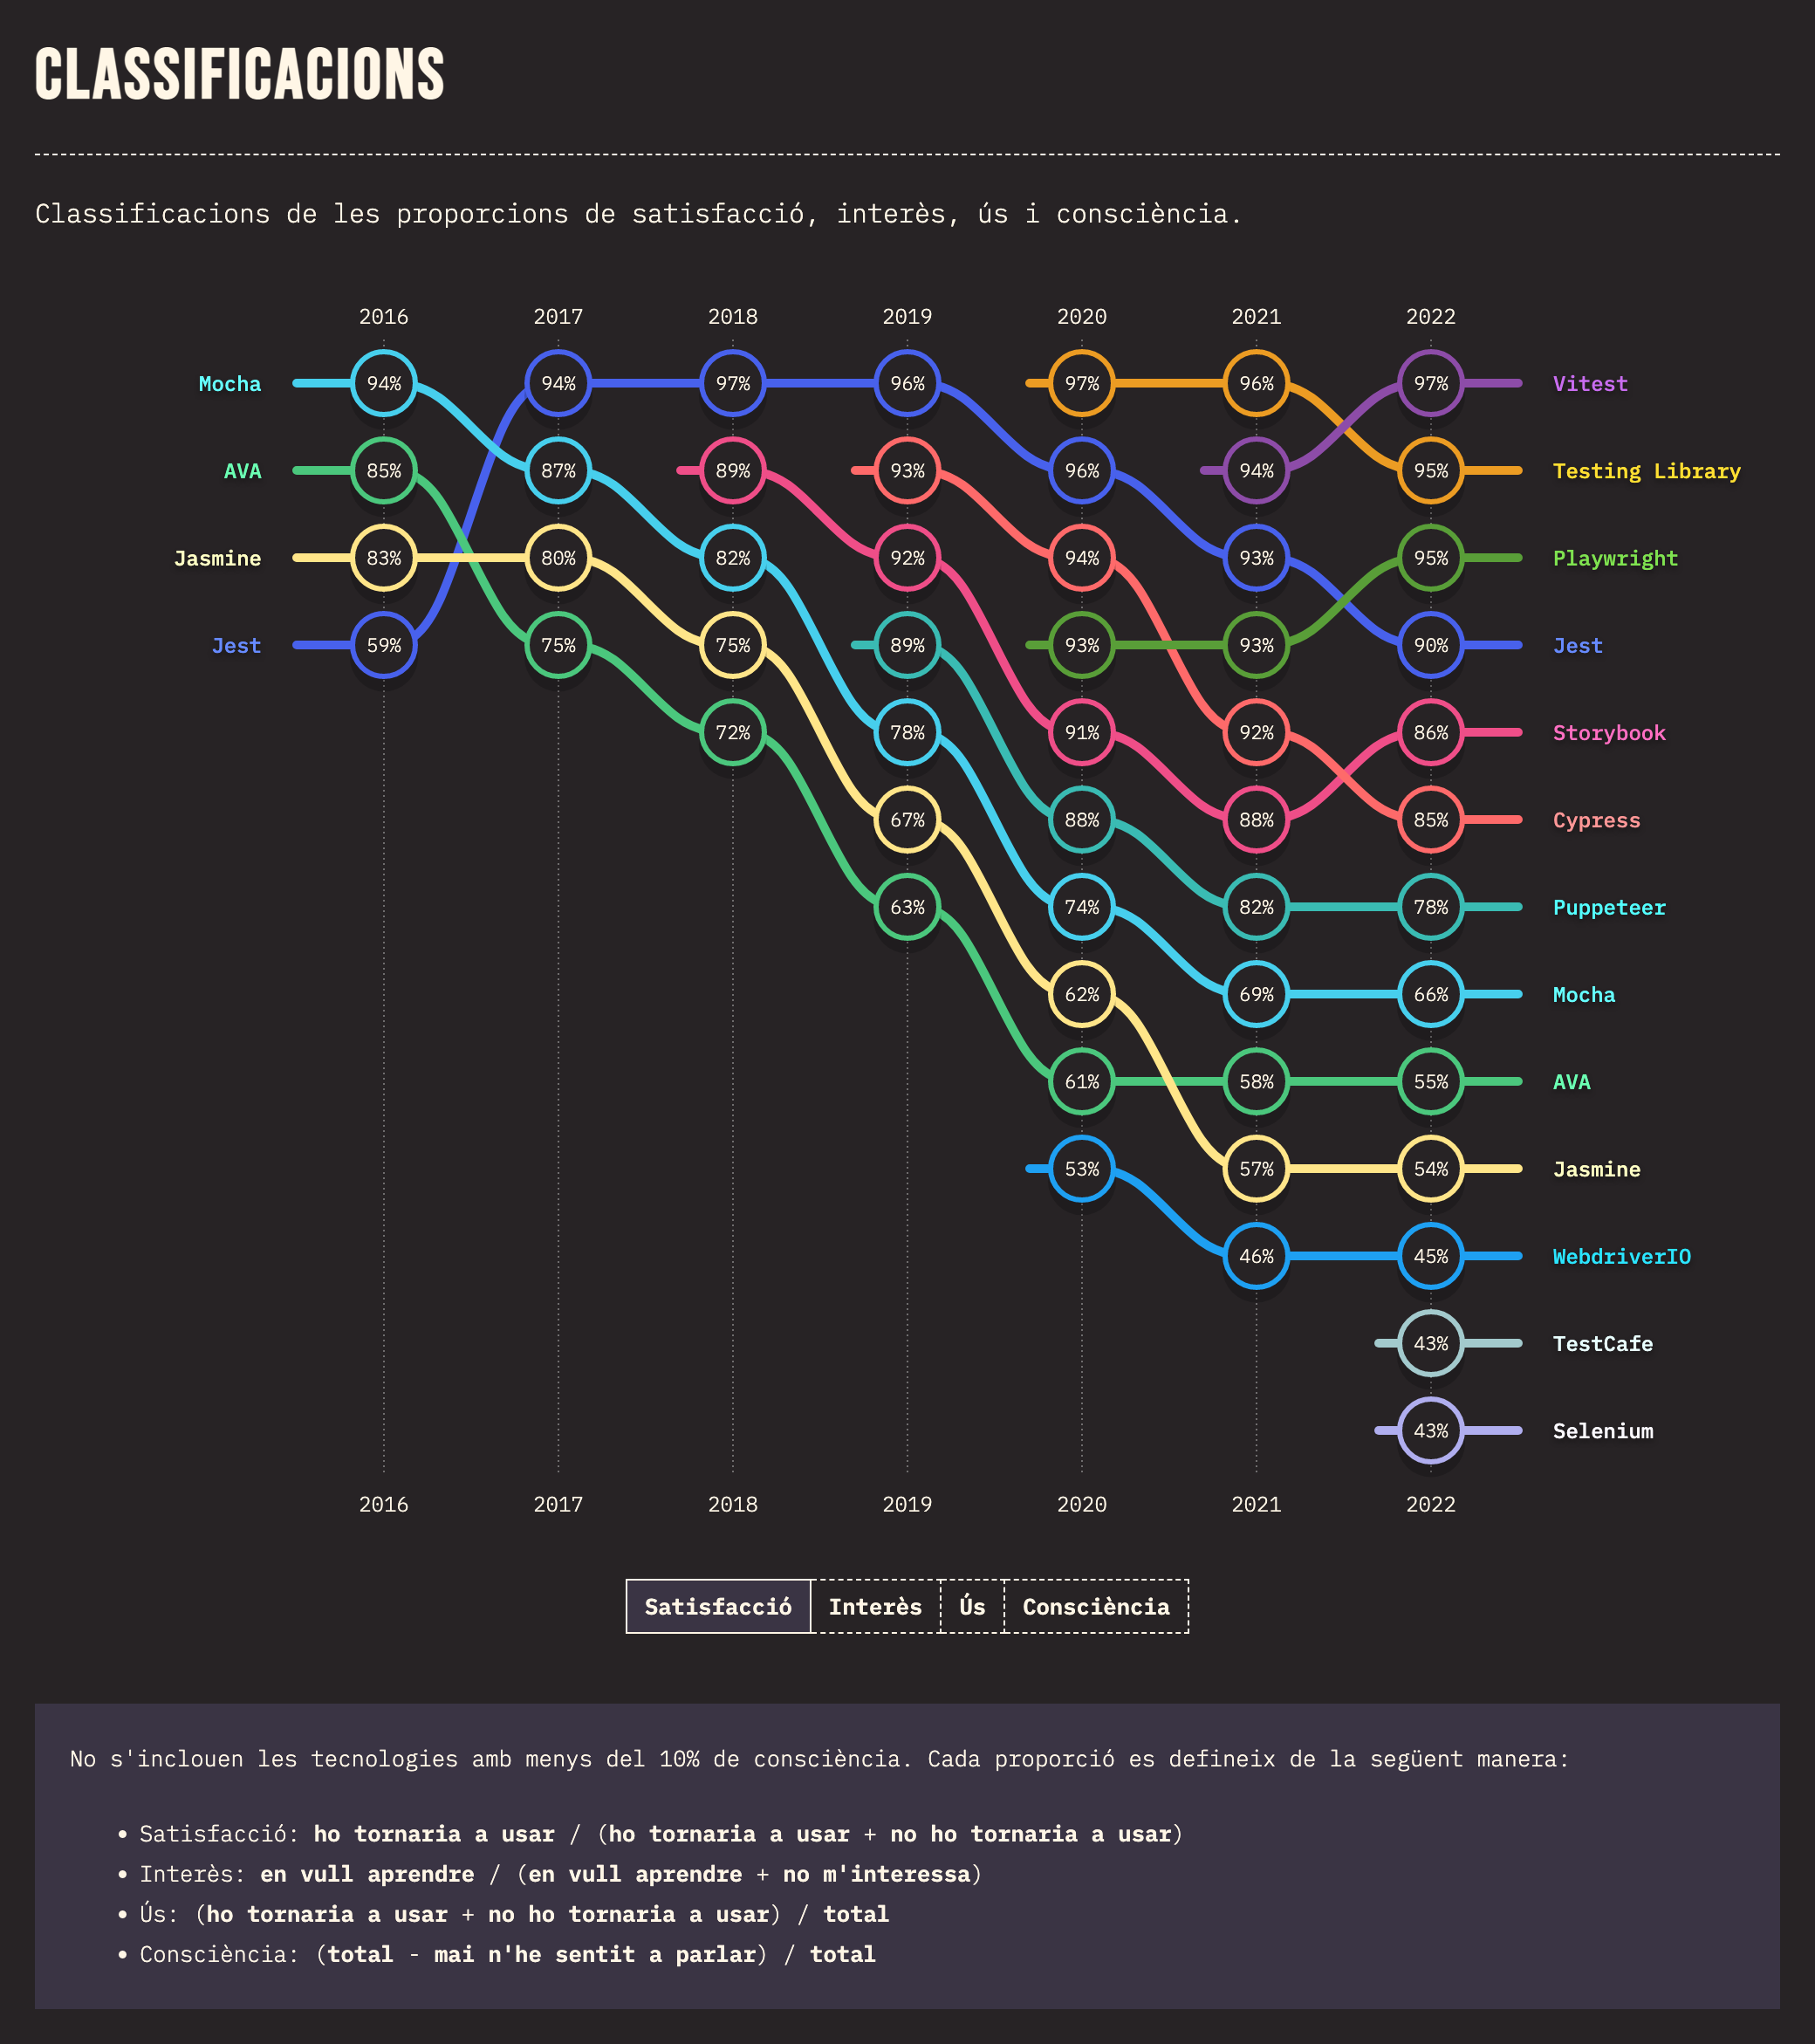 CLASSIFICACIONS
Classificacions de les proporcions de satisfacció, interès, ús i consciència.
2016 2017 2018 2019 2020 2021 2022
Mocha 94% 94% 97% 96% 97% 96% 97% Vitest
AVA 85% 87% 89% 93% 96% 94% 95% Testing Library
Jasmine 83% 80% 82% 92% 94% 93% 95% Playwright
Jest 59% 75% 75% 89% 93% 93% 90% Jest
72% 78% 91% 92% 86% Storybook
67% 88% 88% 85% Cypress
63% 74% 82% 78% Puppeteer
62% 69% 66% Mocha
61% 58% 55% AVA
53% 57% 54% Jasmine
46% 45% WebdriverIO
43% TestCafe
43% Selenium
2016 2017 2018 2019 2020 2021 2022
Satisfacció Interès Ús Consciència
No s'inclouen les tecnologies amb menys del 10% de consciència. Cada proporció es defineix de la següent manera:
• Satisfacció: ho tornaria a usar / (ho tornaria a usar + no ho tornaria a usar)
• Interès: en vull aprendre / (en vull aprendre + no m'interessa)
• Ús: (ho tornaria a usar + no ho tornaria a usar) / total
• Consciència: (total - mai n'he sentit a parlar) / total